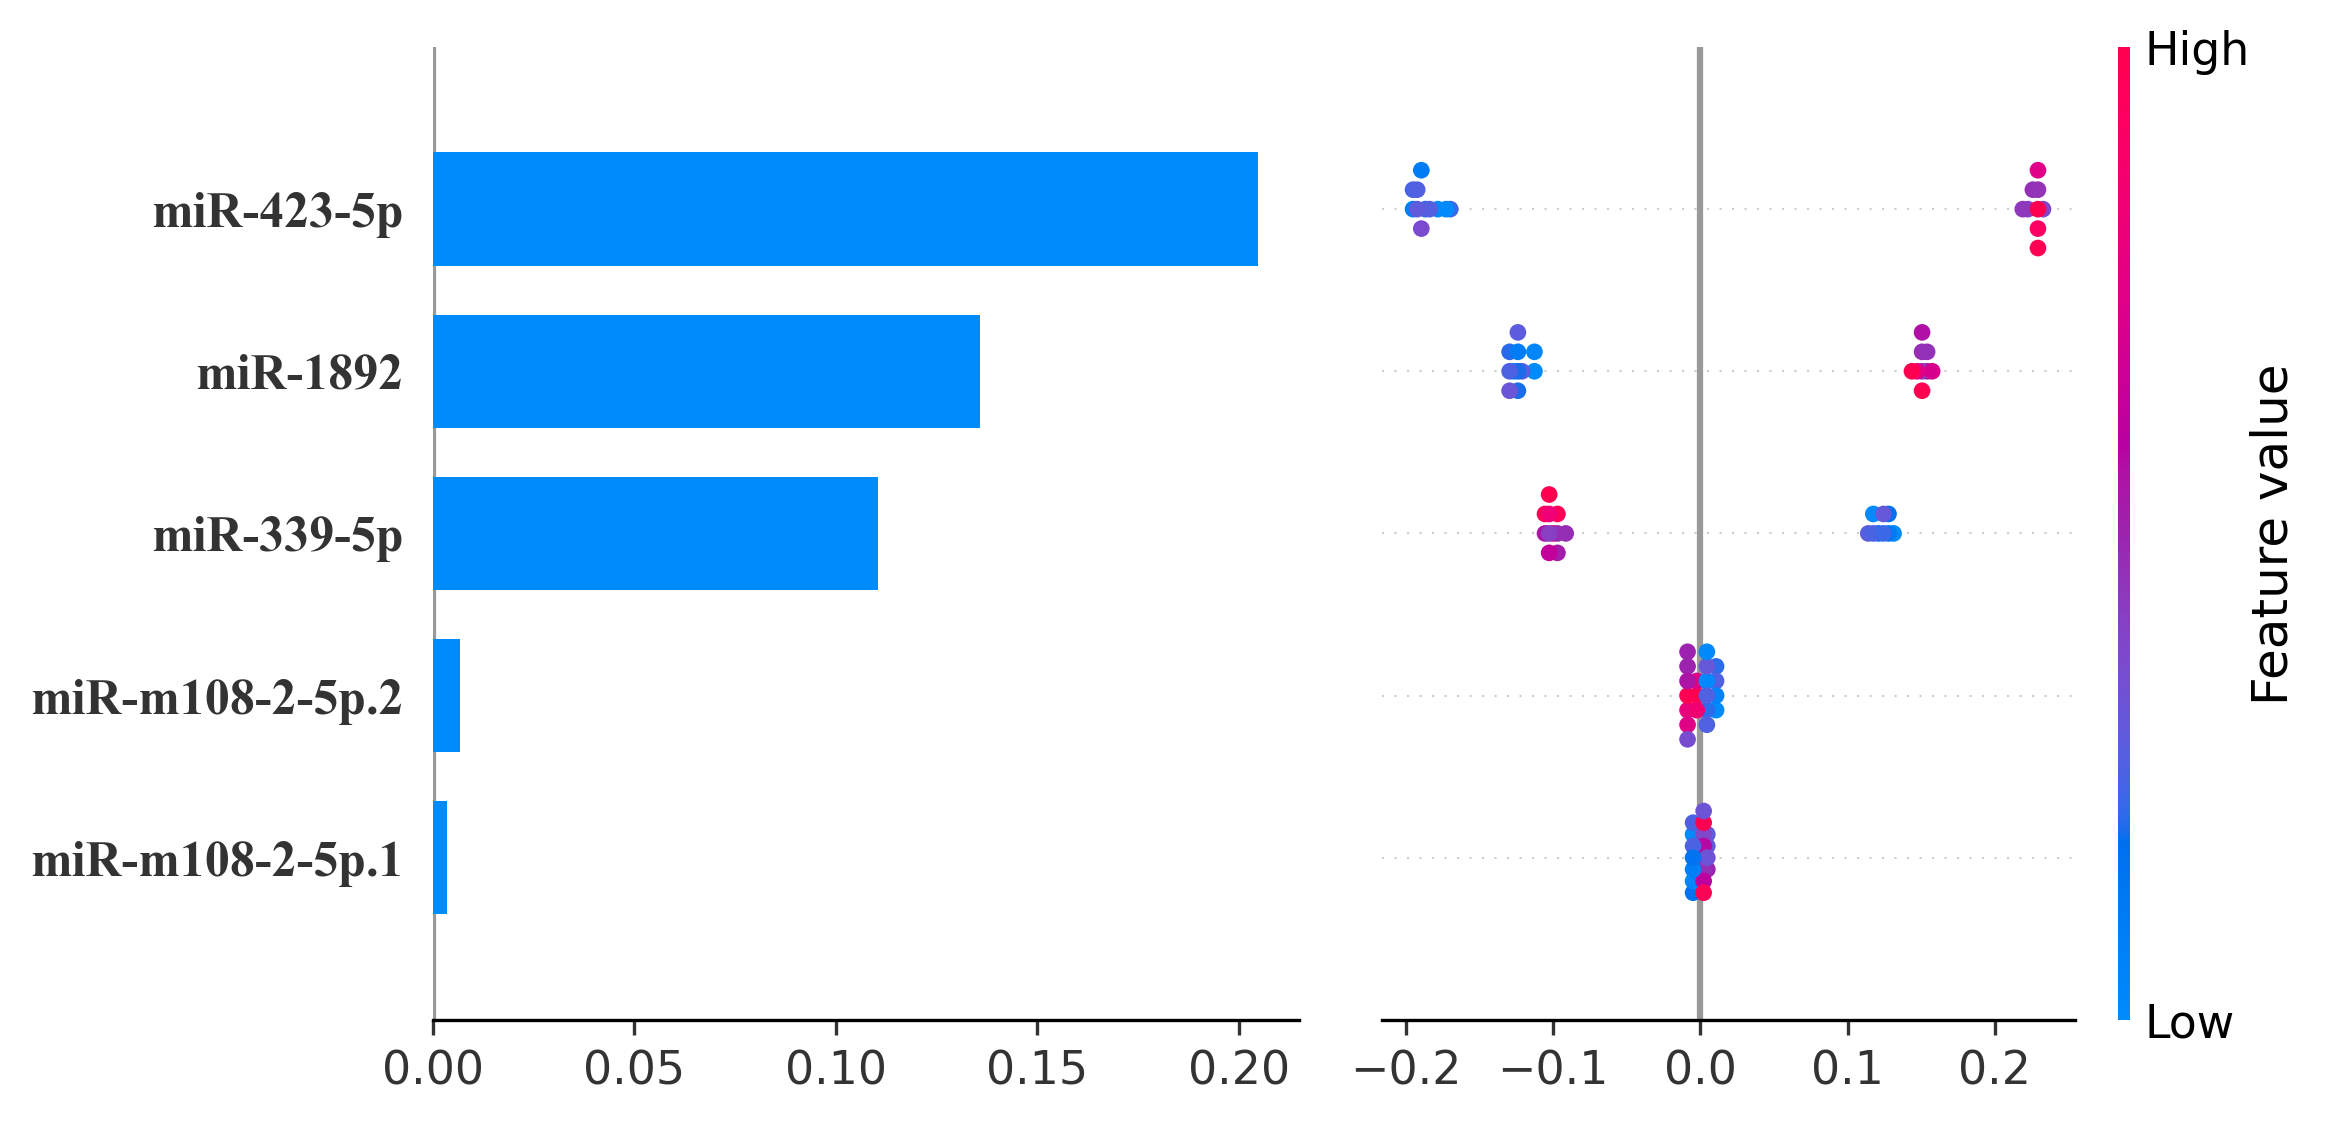 miR-423-5p
miR-1892
miR-339-5p
miR-m108-2-5p.2
miR-m108-2-5p.1
0.00 0.05 0.10 0.15 0.20
−0.2 −0.1 0.0 0.1 0.2
High
Feature value
Low